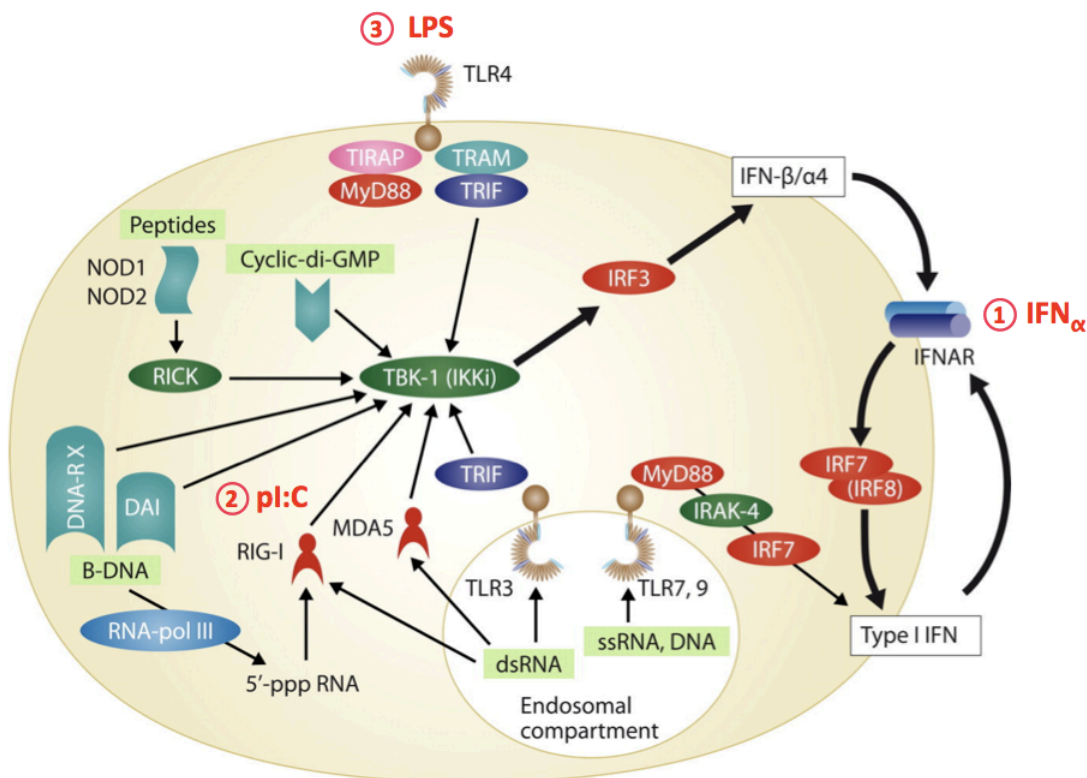 ③ LPS
TLR4
TIRAP
TRAM
MyD88
TRIF
IFN-β/α4
Peptides
NOD1
NOD2
Cyclic-di-GMP
IRF3
① IFNα
IFNAR
RICK
TBK-1 (IKKi)
DNA-R X
DAI
② pI:C
TRIF
MyD88
IRF7
(IRF8)
IRAK-4
MDA5
RIG-I
IRF7
B-DNA
TLR3
TLR7, 9
RNA-pol III
Type I IFN
ssRNA, DNA
dsRNA
5'-ppp RNA
Endosomal
compartment